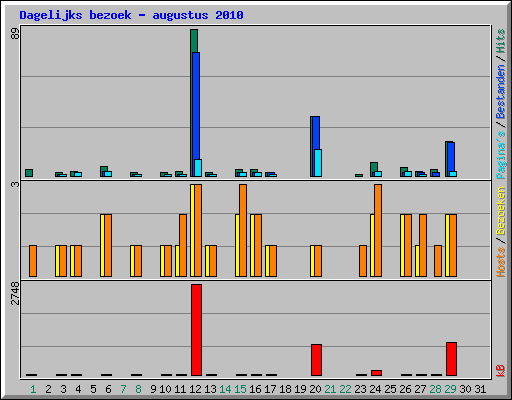 Dagelijks bezoek - augustus 2010
89
3
2748
Hosts / Bezoeken Pagina's / Bestanden / Hits
kB
1 2 3 4 5 6 7 8 9 10 11 12 13 14 15 16 17 18 19 20 21 22 23 24 25 26 27 28 29 30 31